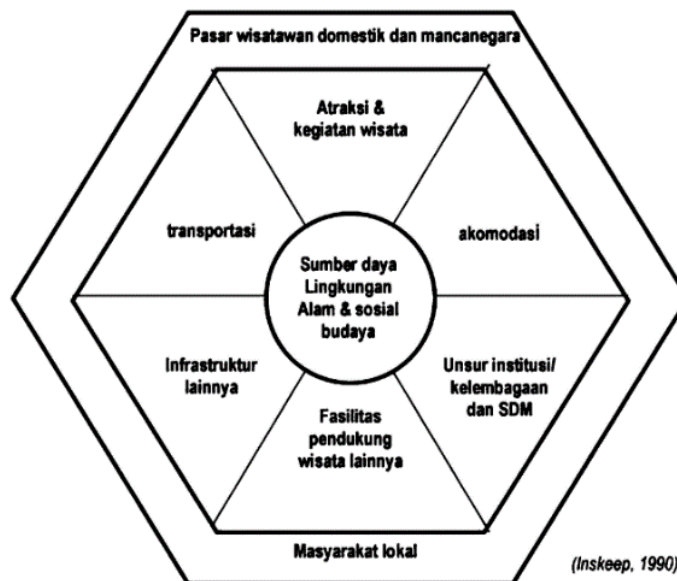 Pasar wisatawan domestik dan mancanegara
Atraksi &
kegiatan wisata
transportasi
akomodasi
Sumber daya
Lingkungan
Alam & sosial
budaya
Infrastruktur
lainnya
Unsur institusi/
kelembagaan
dan SDM
Fasilitas
pendukung
wisata lainnya
Masyarakat lokal
(Inskeep, 1990)